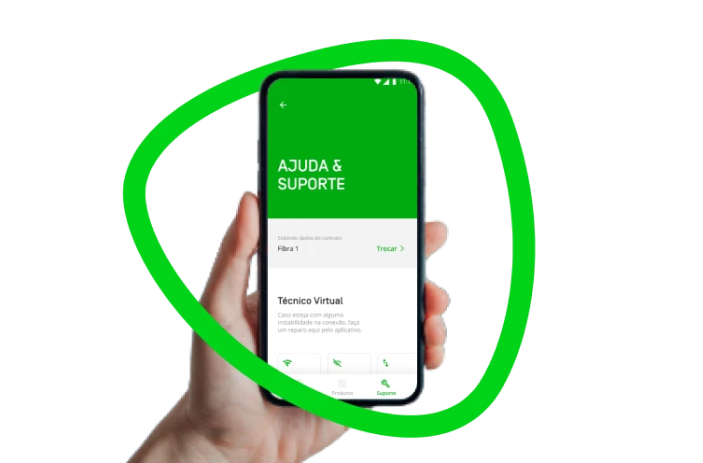 AJUDA &
SUPORTE
Exibindo dados do contrato
Fibra 1
Trocar
Técnico Virtual
Caso esteja com alguma
instabilidade na conexão, faça
um reparo aqui pelo aplicativo.
Produtos
Suporte